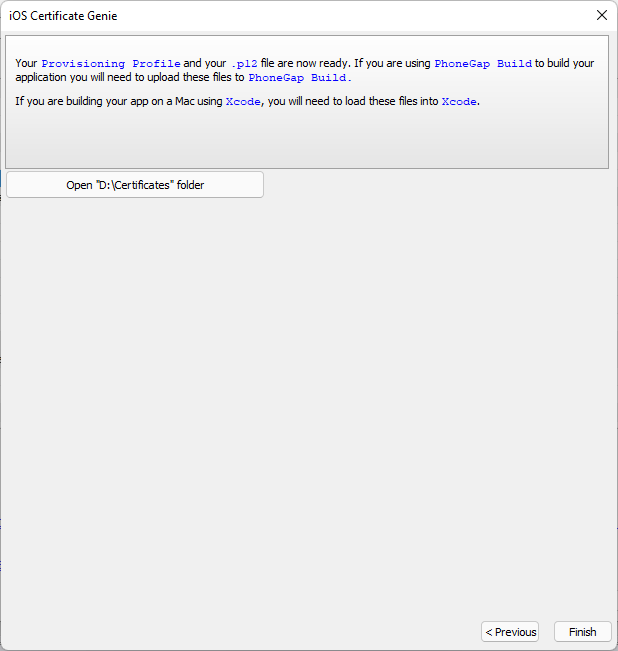 iOS Certificate Genie
Your Provisioning Profile and your .p12 file are now ready. If you are using PhoneGap Build to build your
application you will need to upload these files to PhoneGap Build.
If you are building your app on a Mac using Xcode, you will need to load these files into Xcode.
Open "D:\Certificates" folder
< Previous
Finish